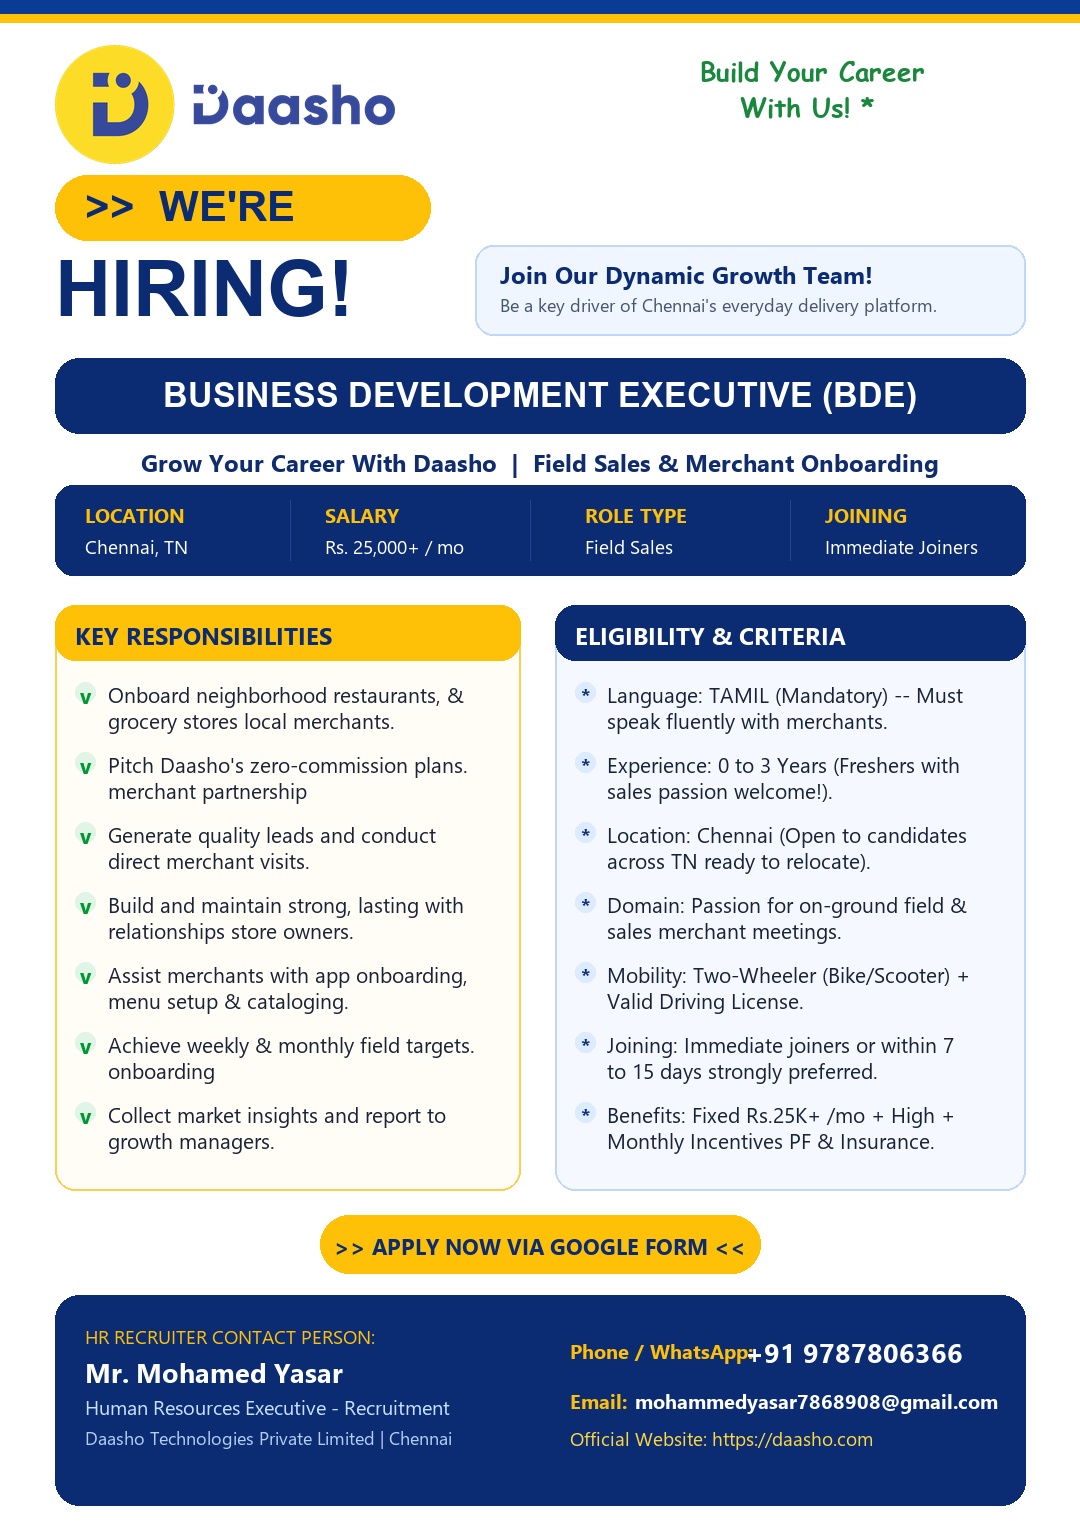 Daasho
Build Your Career
With Us! *
>> WE'RE
HIRING!
Join Our Dynamic Growth Team!
Be a key driver of Chennai's everyday delivery platform.
BUSINESS DEVELOPMENT EXECUTIVE (BDE)
Grow Your Career With Daasho | Field Sales & Merchant Onboarding
LOCATION
Chennai, TN
SALARY
Rs. 25,000+ / mo
ROLE TYPE
Field Sales
JOINING
Immediate Joiners
KEY RESPONSIBILITIES
v Onboard neighborhood restaurants, &
grocery stores local merchants.
v Pitch Daasho's zero-commission plans.
merchant partnership
v Generate quality leads and conduct
direct merchant visits.
v Build and maintain strong, lasting with
relationships store owners.
v Assist merchants with app onboarding,
menu setup & cataloging.
v Achieve weekly & monthly field targets.
onboarding
v Collect market insights and report to
growth managers.
ELIGIBILITY & CRITERIA
* Language: TAMIL (Mandatory) -- Must
speak fluently with merchants.
* Experience: 0 to 3 Years (Freshers with
sales passion welcome!).
* Location: Chennai (Open to candidates
across TN ready to relocate).
* Domain: Passion for on-ground field &
sales merchant meetings.
* Mobility: Two-Wheeler (Bike/Scooter) +
Valid Driving License.
* Joining: Immediate joiners or within 7
to 15 days strongly preferred.
* Benefits: Fixed Rs.25K+ /mo + High +
Monthly Incentives PF & Insurance.
>> APPLY NOW VIA GOOGLE FORM <<
HR RECRUITER CONTACT PERSON:
Mr. Mohamed Yasar
Human Resources Executive - Recruitment
Daasho Technologies Private Limited | Chennai
Phone / WhatsApp: +91 9787806366
Email: mohammedyasar7868908@gmail.com
Official Website: https://daasho.com